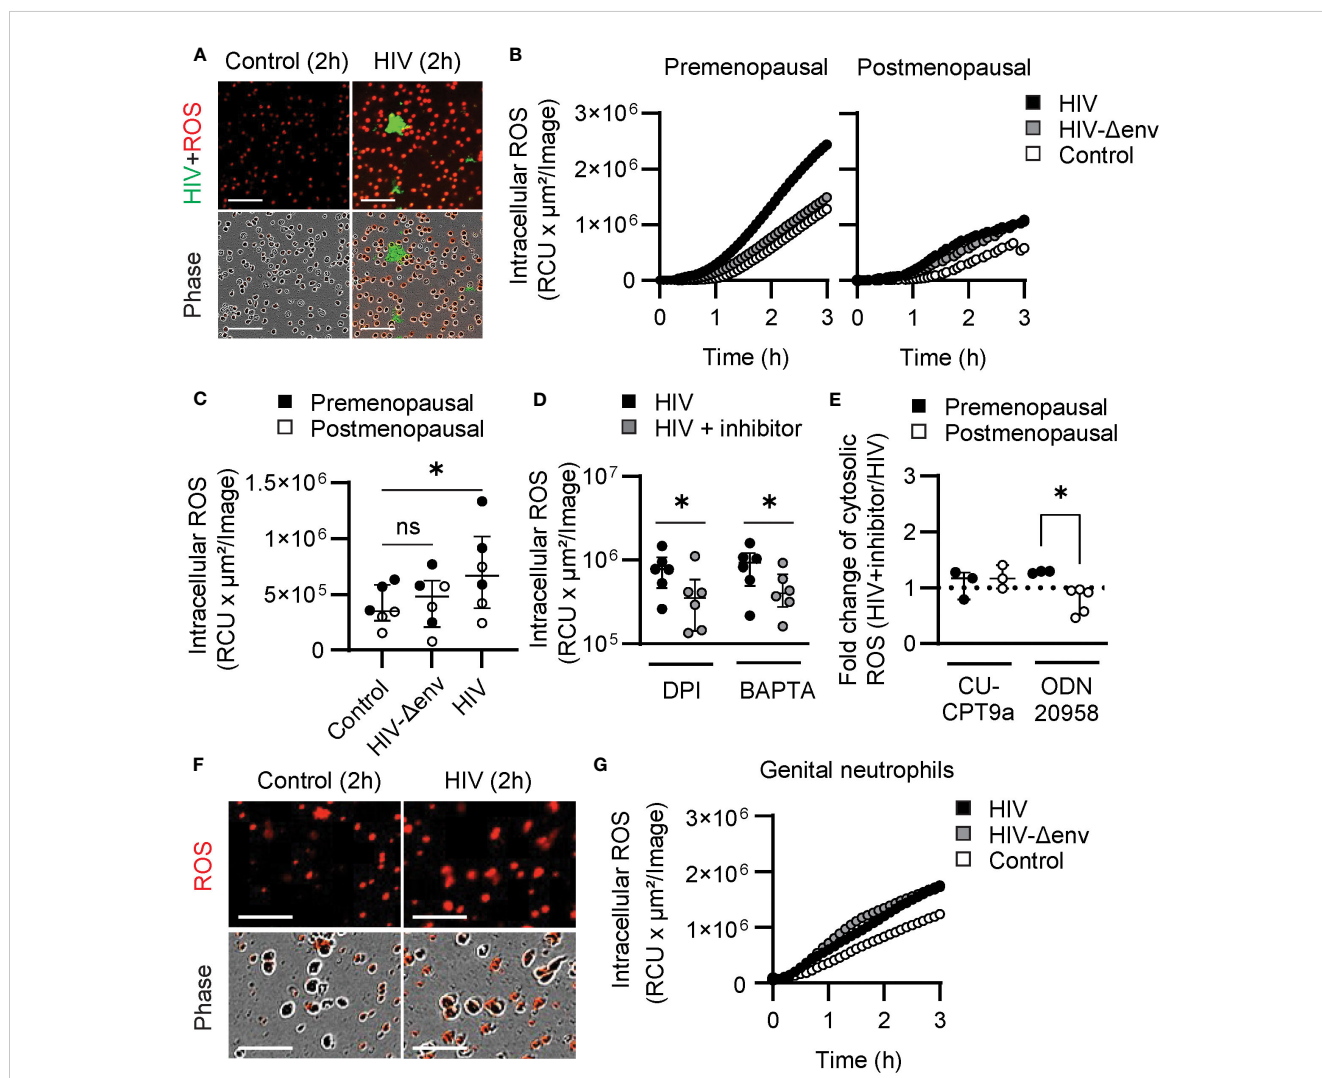 A
Control (2h)
HIV (2h)
HIV+ROS
Phase
B
Premenopausal
Postmenopausal
Intracellular ROS
(RCU x µm²/Image)
3×10⁶
2×10⁶
1×10⁶
0
0 1 2 3
0 1 2 3
Time (h)
Time (h)
HIV
HIV-Δenv
Control
C
Premenopausal
Postmenopausal
Intracellular ROS
(RCU x µm²/Image)
1.5×10⁶
1×10⁶
5×10⁵
0
*
ns
Control
HIV-Δenv
HIV
D
HIV
HIV + inhibitor
Intracellular ROS
(RCU x µm²/Image)
10⁷
10⁶
10⁵
* *
DPI
BAPTA
E
Premenopausal
Postmenopausal
Fold change of cytosolic
ROS (HIV+inhibitor/HIV)
3
2
1
0
*
CU-
CPT9a
ODN
20958
F
Control (2h)
HIV (2h)
ROS
Phase
G
Genital neutrophils
Intracellular ROS
(RCU x µm²/Image)
3×10⁶
2×10⁶
1×10⁶
0
0 1 2 3
Time (h)
HIV
HIV-Δenv
Control